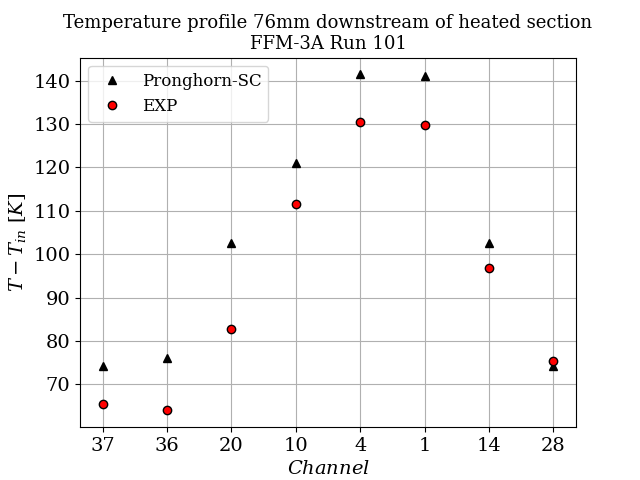 Temperature profile 76mm downstream of heated section
FFM-3A Run 101
Pronghorn-SC
EXP
T − T_in [K]
140
130
120
110
100
90
80
70
37 36 20 10 4 1 14 28
Channel